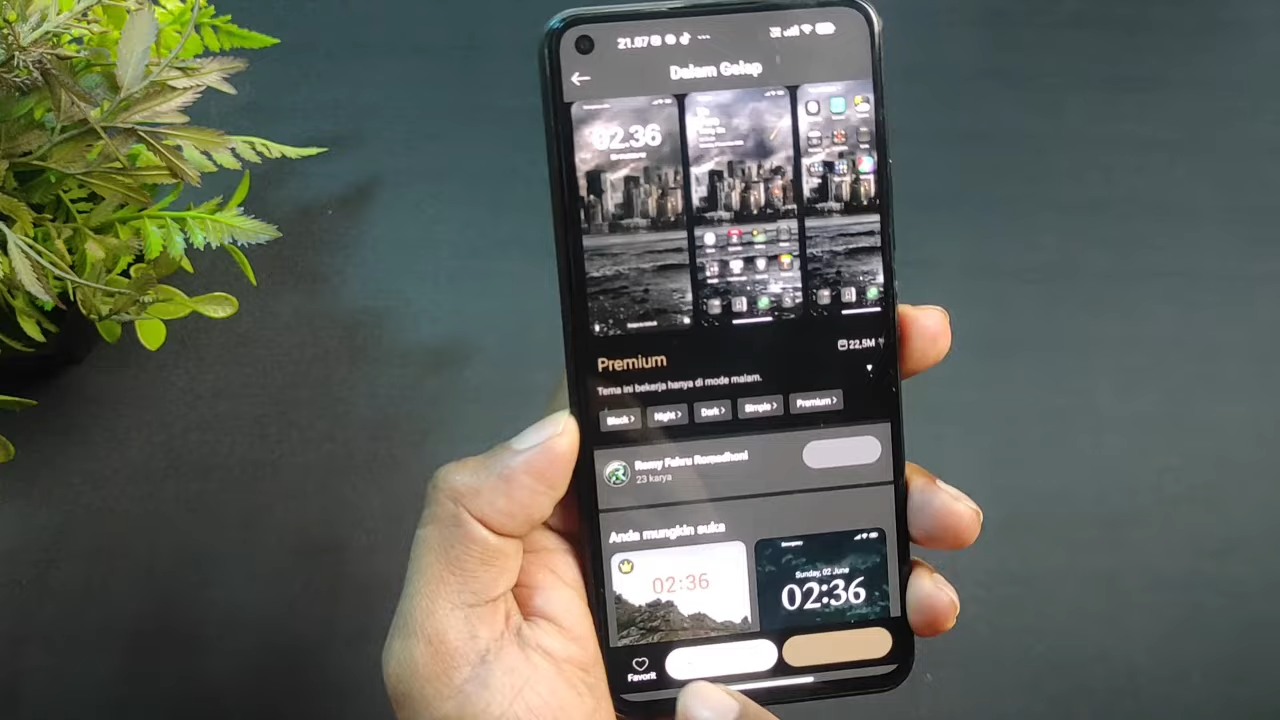 21.07
Dalam Gelap
02.36
Premium
22,5M
Tema ini bekerja hanya di mode malam.
Black >
Night >
Dark >
Simple >
Premium >
Remy Fahru Romadhoni
23 karya
Anda mungkin suka
02:36
Sunday, 02 June
02:36
Favorit